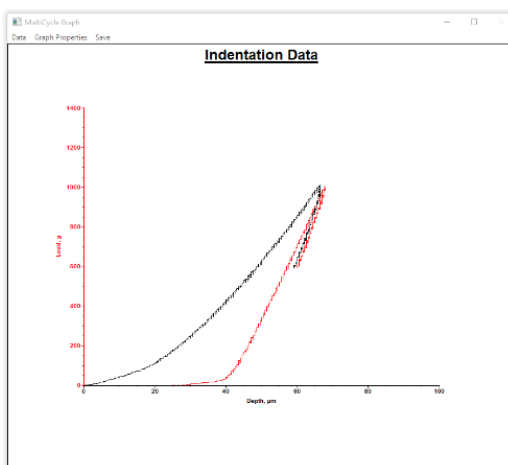 MultiCycle Graph
Data Graph Properties Save
Indentation Data
1400
1200
1000
800
600
400
200
0
Load, g
0 20 40 60 80 100
Depth, µm